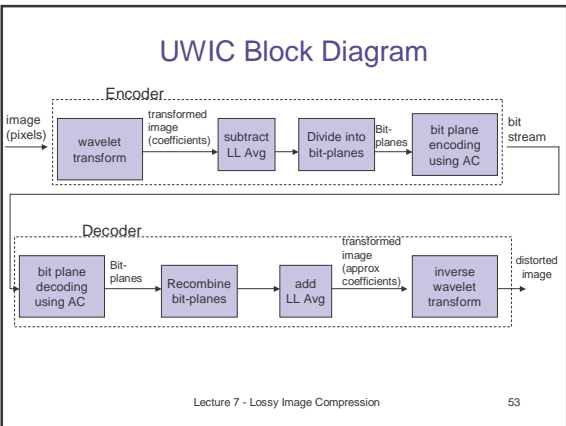 UWIC Block Diagram
Encoder
image
(pixels)
wavelet
transform
transformed
image
(coefficients)
subtract
LL Avg
Divide into
bit-planes
Bit-
planes
bit plane
encoding
using AC
bit
stream
Decoder
bit plane
decoding
using AC
Bit-
planes
Recombine
bit-planes
add
LL Avg
transformed
image
(approx
coefficients)
inverse
wavelet
transform
distorted
image
Lecture 7 - Lossy Image Compression
53